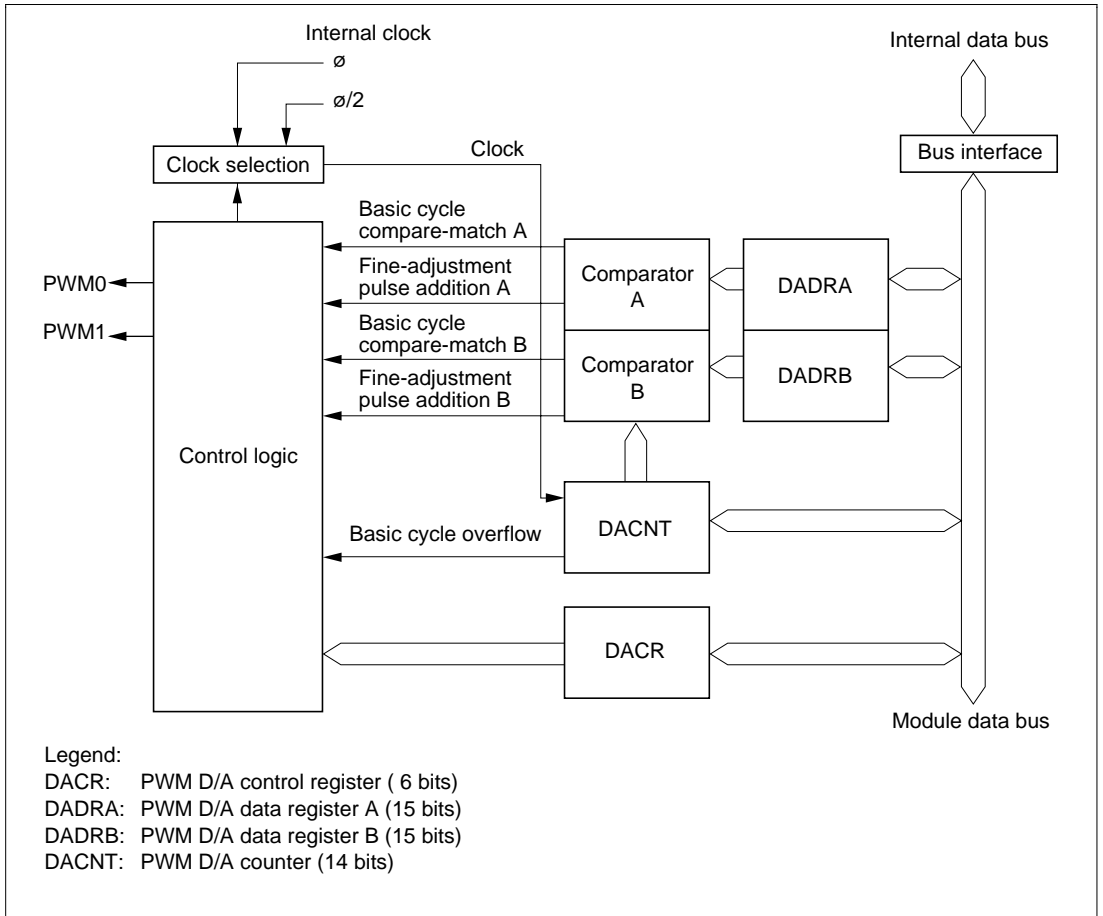 Internal clock
ø
ø/2
Internal data bus
Bus interface
Clock selection
Clock
Basic cycle
compare-match A
Fine-adjustment
pulse addition A
Basic cycle
compare-match B
Fine-adjustment
pulse addition B
Comparator
A
DADRA
Comparator
B
DADRB
PWM0
PWM1
Control logic
DACNT
Basic cycle overflow
DACR
Module data bus
Legend:
DACR: PWM D/A control register ( 6 bits)
DADRA: PWM D/A data register A (15 bits)
DADRB: PWM D/A data register B (15 bits)
DACNT: PWM D/A counter (14 bits)